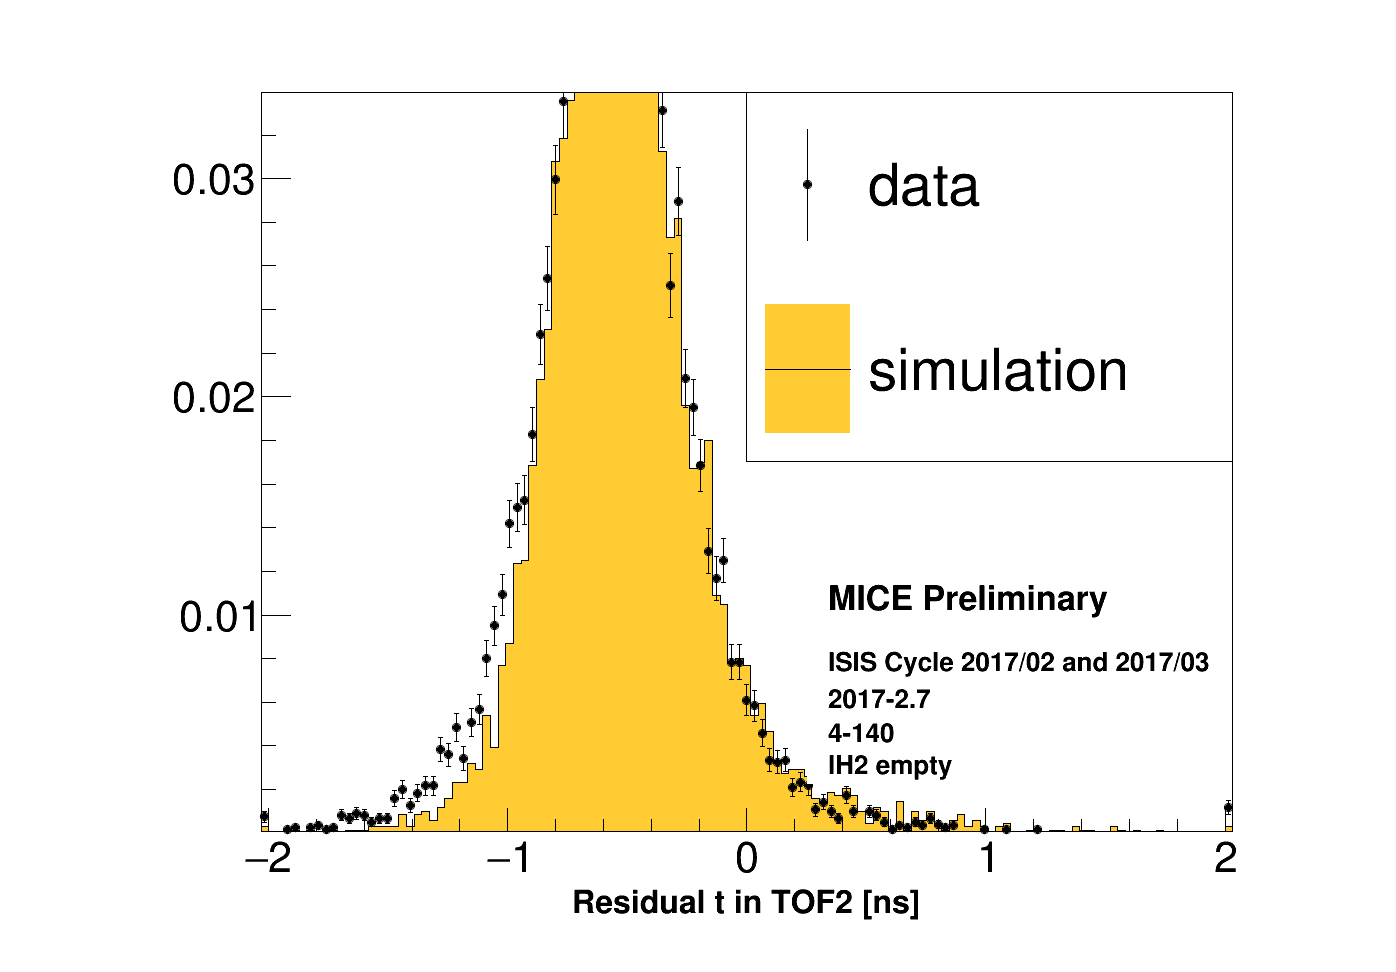 0.03
0.02
0.01
data
simulation
MICE Preliminary
ISIS Cycle 2017/02 and 2017/03
2017-2.7
4-140
IH2 empty
−2 −1 0 1 2
Residual t in TOF2 [ns]